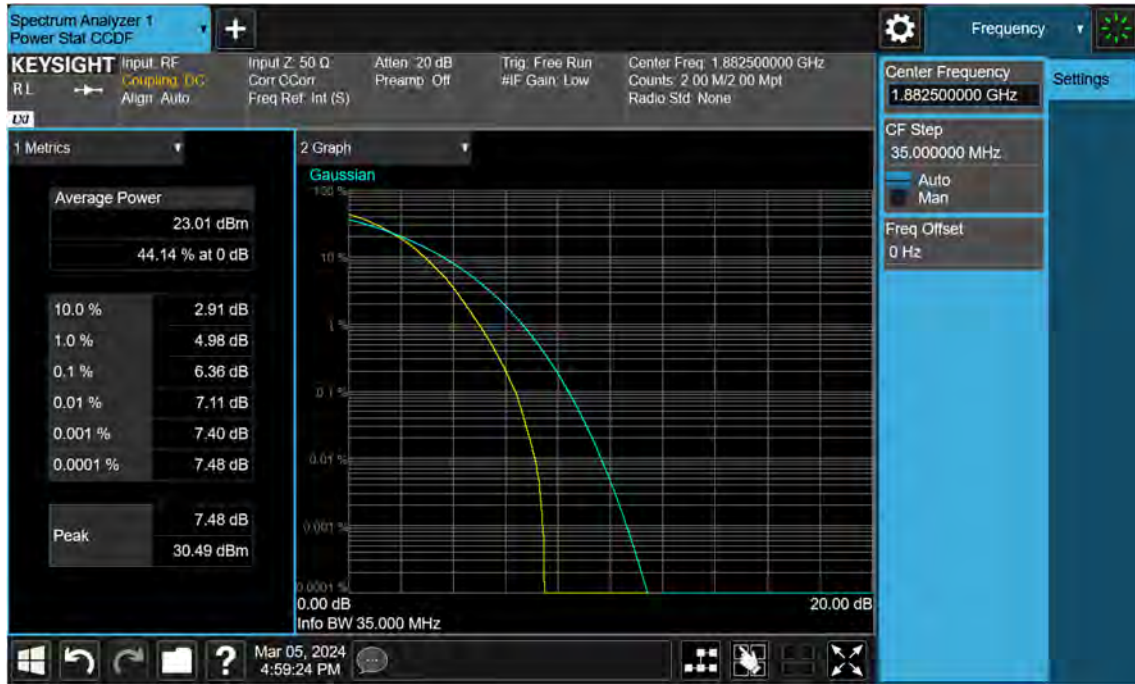 Spectrum Analyzer 1
Power Stat CCDF
+
Frequency
KEYSIGHT
RL
LXI
Input: RF
Coupling: DC
Align: Auto
Input Z: 50 Ω
Corr CCorr
Freq Ref: Int (S)
Atten: 20 dB
Preamp: Off
Trig: Free Run
#IF Gain: Low
Center Freq: 1.882500000 GHz
Counts: 2.00 M/2.00 Mpt
Radio Std: None
Center Frequency
1.882500000 GHz
Settings
CF Step
35.000000 MHz
Auto
Man
Freq Offset
0 Hz
1 Metrics
Average Power
23.01 dBm
44.14 % at 0 dB
10.0 % 2.91 dB
1.0 % 4.98 dB
0.1 % 6.36 dB
0.01 % 7.11 dB
0.001 % 7.40 dB
0.0001 % 7.48 dB
Peak
7.48 dB
30.49 dBm
2 Graph
Gaussian
100 %
10 %
1 %
0.1 %
0.01 %
0.001 %
0.0001 %
0.00 dB
20.00 dB
Info BW 35.000 MHz
?
Mar 05, 2024
4:59:24 PM